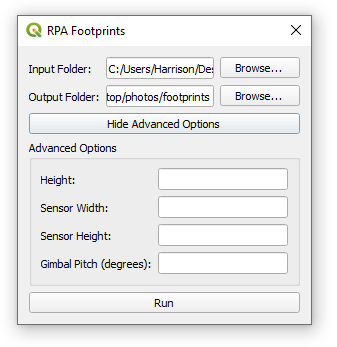 RPA Footprints
Input Folder: C:/Users/Harrison/Des Browse...
Output Folder: top/photos/footprints Browse...
Hide Advanced Options
Advanced Options
Height:
Sensor Width:
Sensor Height:
Gimbal Pitch (degrees):
Run